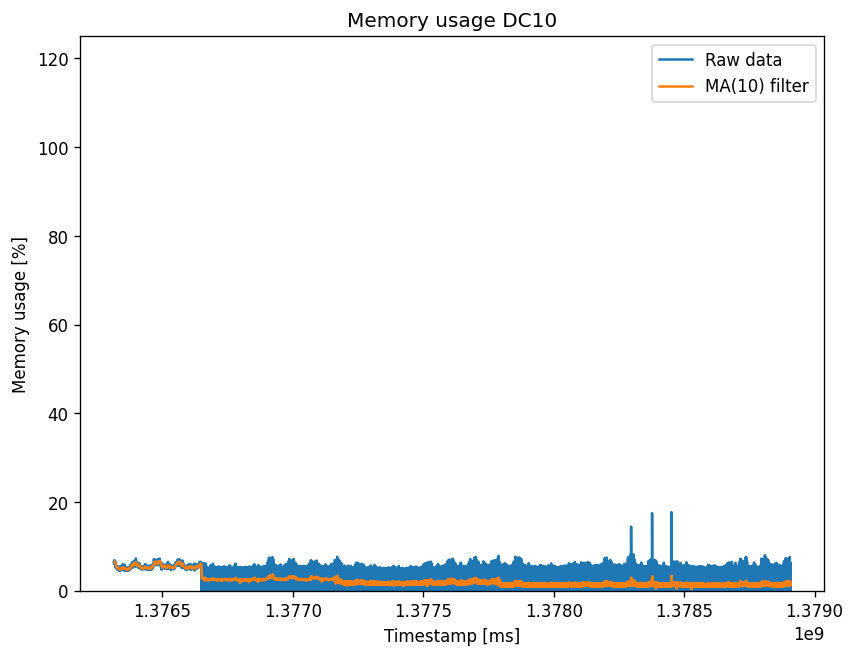 Memory usage DC10
Raw data
MA(10) filter
Memory usage [%]
120
100
80
60
40
20
0
1.3765 1.3770 1.3775 1.3780 1.3785 1.3790
1e9
Timestamp [ms]